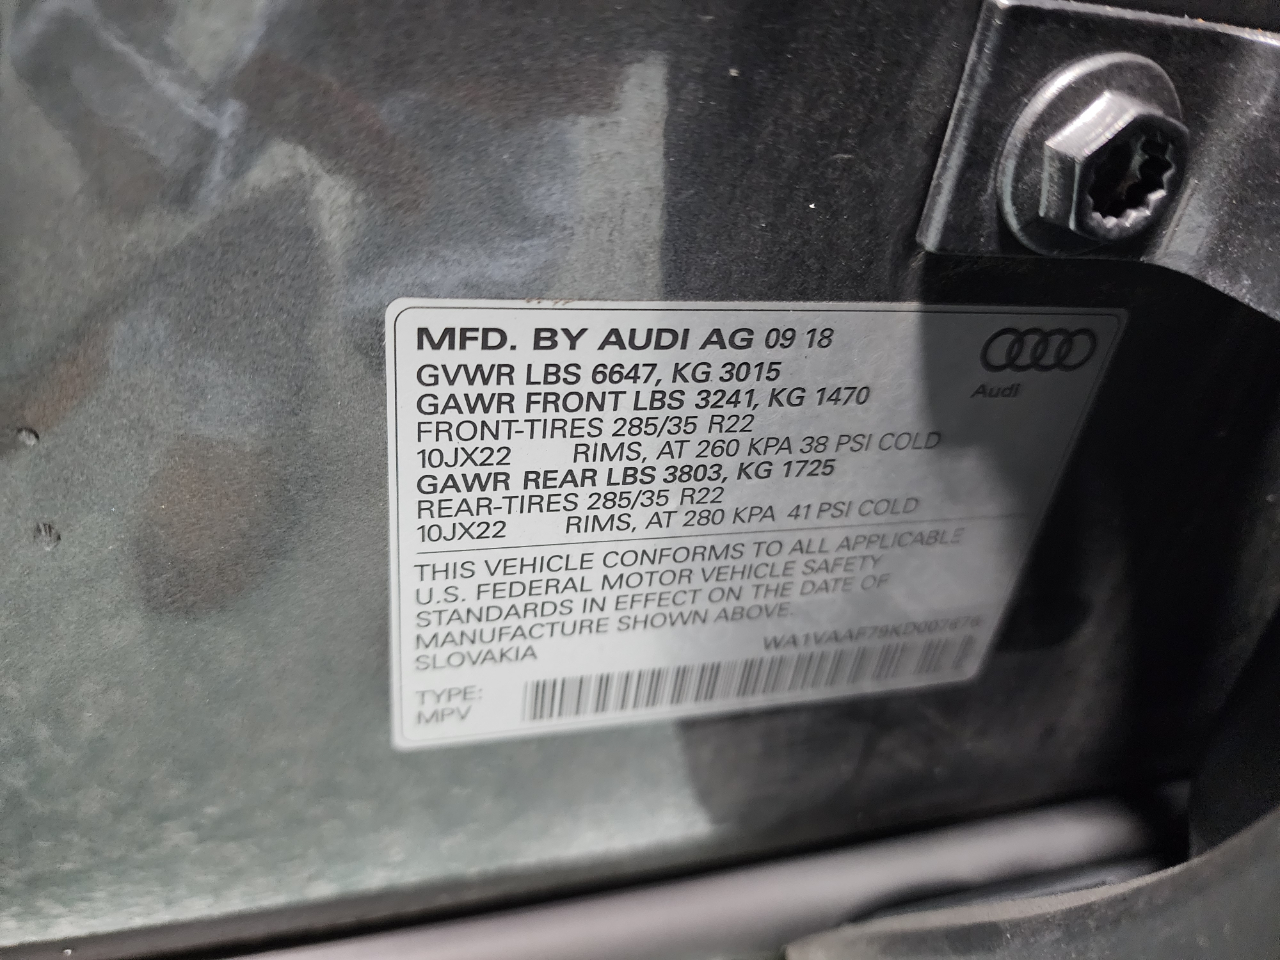 MFD. BY AUDI AG 09 18
Audi
GVWR LBS 6647, KG 3015
GAWR FRONT LBS 3241, KG 1470
FRONT-TIRES 285/35 R22
10JX22 RIMS, AT 260 KPA 38 PSI COLD
GAWR REAR LBS 3803, KG 1725
REAR-TIRES 285/35 R22
10JX22 RIMS, AT 280 KPA 41 PSI COLD
THIS VEHICLE CONFORMS TO ALL APPLICABLE
U.S. FEDERAL MOTOR VEHICLE SAFETY
STANDARDS IN EFFECT ON THE DATE OF
MANUFACTURE SHOWN ABOVE.
SLOVAKIA
TYPE:
MPV